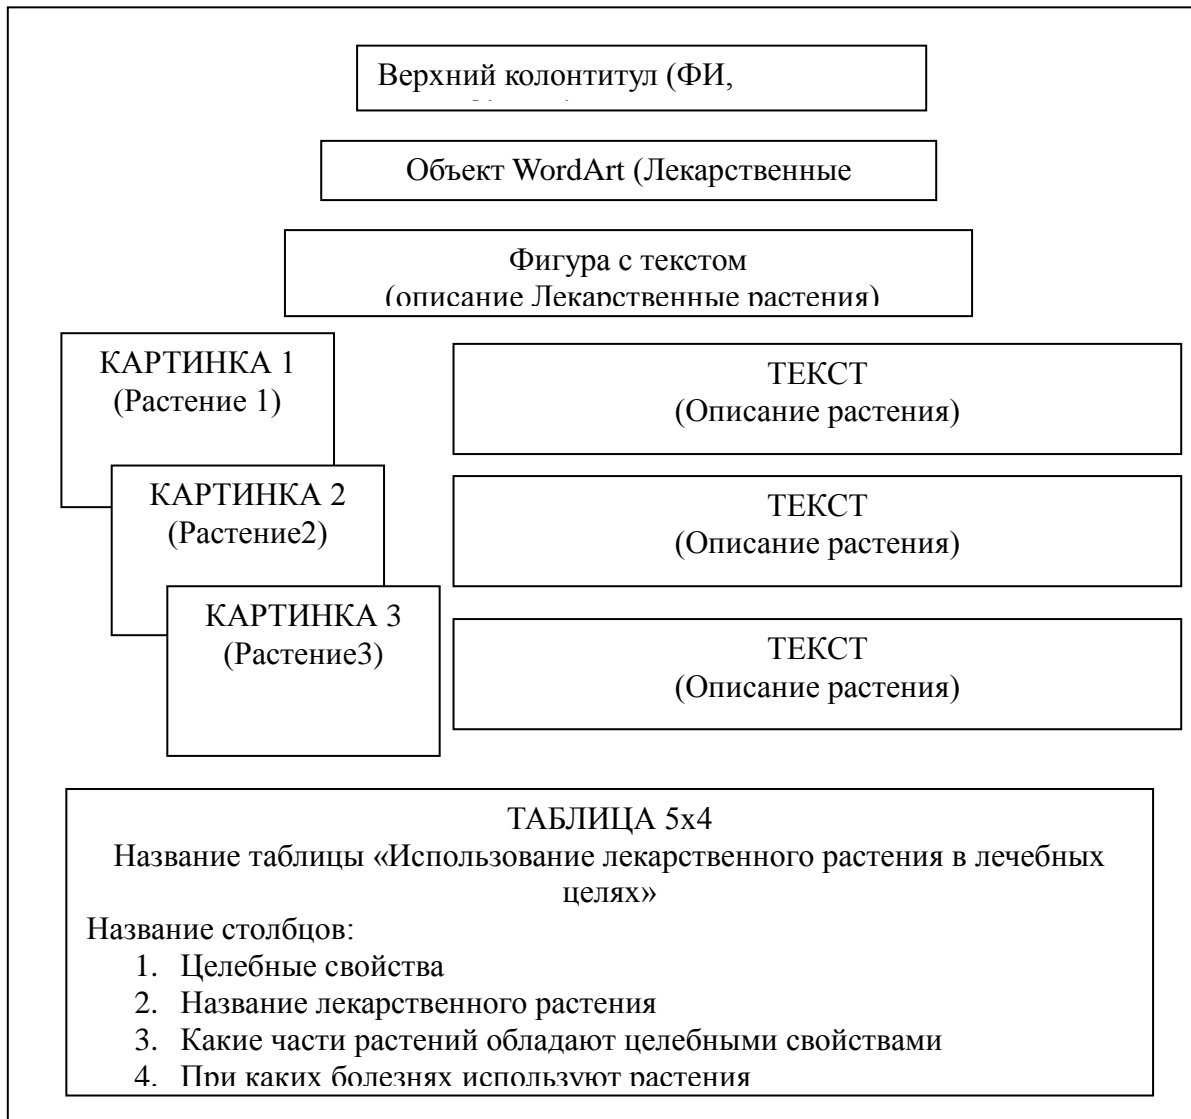 Верхний колонтитул (ФИ,
Объект WordArt (Лекарственные
Фигура с текстом
(описание Лекарственные растения)
КАРТИНКА 1
(Растение 1)
ТЕКСТ
(Описание растения)
КАРТИНКА 2
(Растение2)
ТЕКСТ
(Описание растения)
КАРТИНКА 3
(Растение3)
ТЕКСТ
(Описание растения)
ТАБЛИЦА 5х4
Название таблицы «Использование лекарственного растения в лечебных
целях»
Название столбцов:
1. Целебные свойства
2. Название лекарственного растения
3. Какие части растений обладают целебными свойствами
4. При каких болезнях используют растения